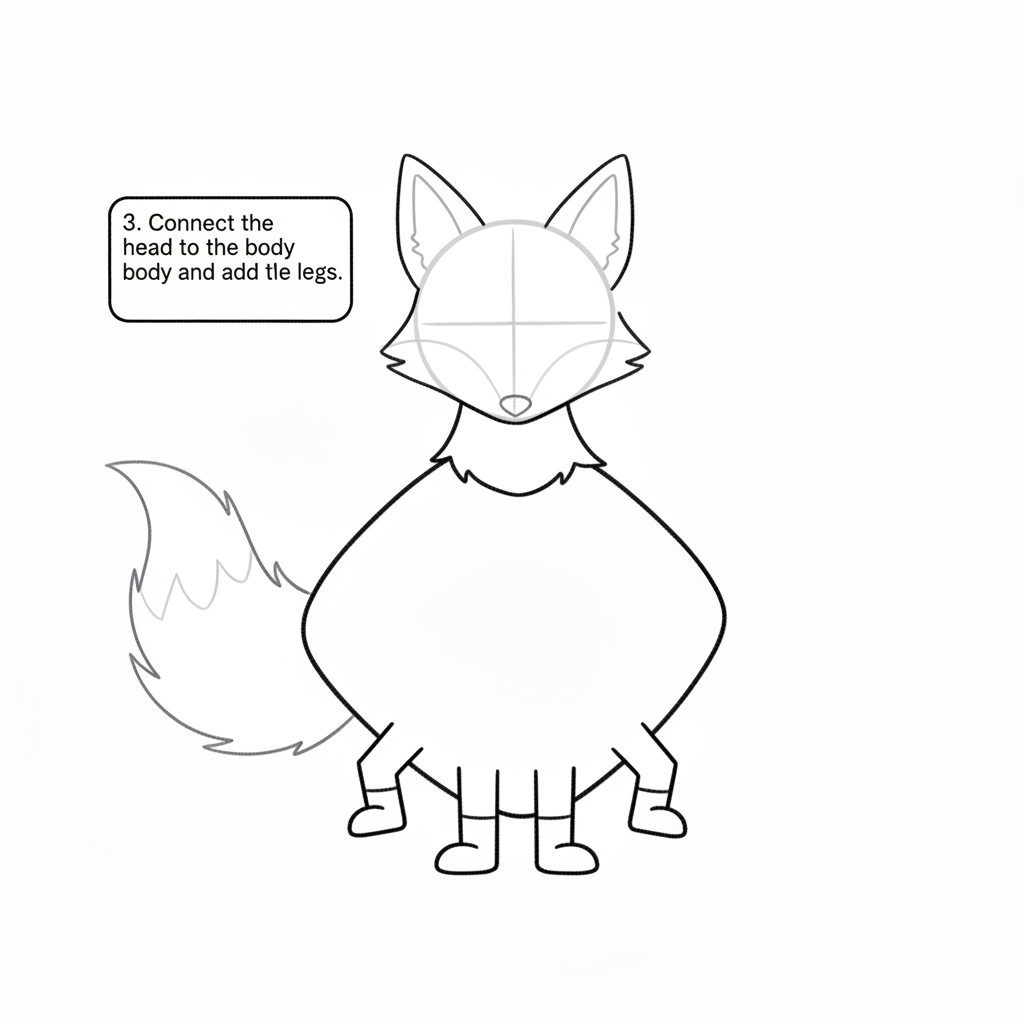 3. Connect the
head to the body
body and add tle legs.